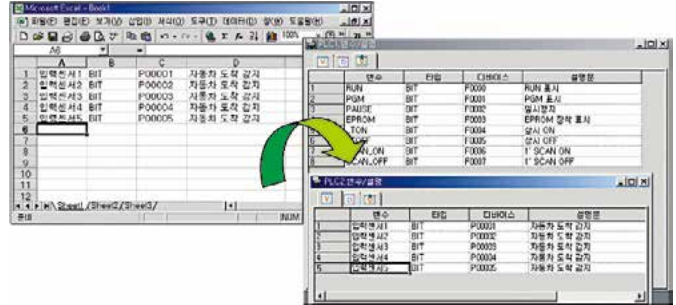 Microsoft Excel - Book1
파일(F) 편집(E) 보기(V) 삽입(I) 서식(O) 도구(T) 데이터(D) 창(W) 도움말(H)
100%
A6
A B C D
1 입력센서1 BIT P00001 자동차 도착 감지
2 입력센서2 BIT P00002 자동차 도착 감지
3 입력센서3 BIT P00003 자동차 도착 감지
4 입력센서4 BIT P00004 자동차 도착 감지
5 입력센서5 BIT P00005 자동차 도착 감지
6
7
8
9
10
11
12
Sheet1 / Sheet2 / Sheet3 /
준비 NUM
변수 타입 디바이스 설명문
1 RUN BIT F0000 RUN 표시
2 PGM BIT F0001 PGM 표시
3 PAUSE BIT F0002 일시정지
EPROM BIT F0003 EPROM 장착 표시
_TON BIT F0004 상시 ON
BIT F0005 상시 OFF
SCAN_ON BIT F0006 1' SCAN ON
8 SCAN_OFF BIT F0007 1' SCAN OFF
PLC2:변수/설명
변수 타입 디바이스 설명문
1 입력센서1 BIT P00001 자동차 도착 감지
2 입력센서2 BIT P00002 자동차 도착 감지
3 입력센서3 BIT P00003 자동차 도착 감지
4 입력센서4 BIT P00004 자동차 도착 감지
5 입력센서5 BIT P00005 자동차 도착 감지